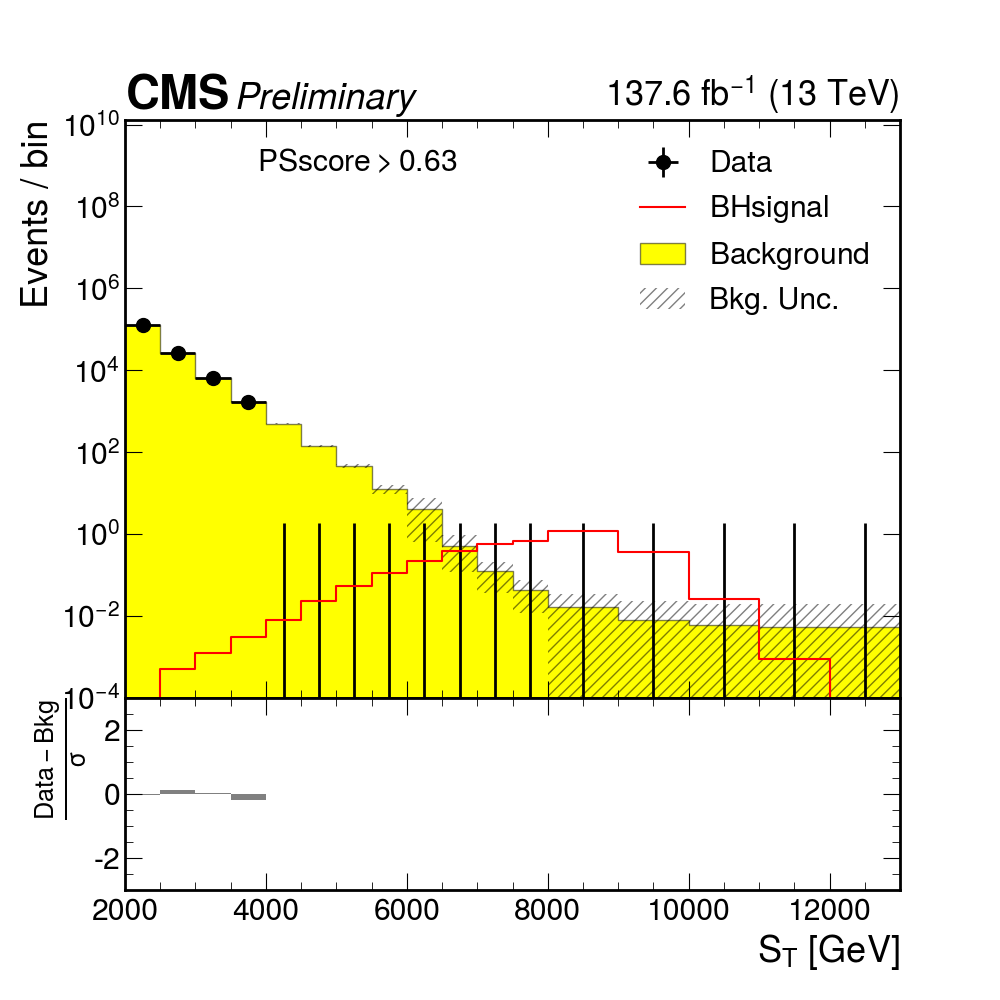 CMS Preliminary 137.6 fb⁻¹ (13 TeV)
Events / bin
PSscore > 0.63
Data
BHsignal
Background
Bkg. Unc.
10¹⁰
10⁸
10⁶
10⁴
10²
10⁰
10⁻²
10⁻⁴
Data – Bkg
σ
2
0
-2
2000 4000 6000 8000 10000 12000
S_T [GeV]